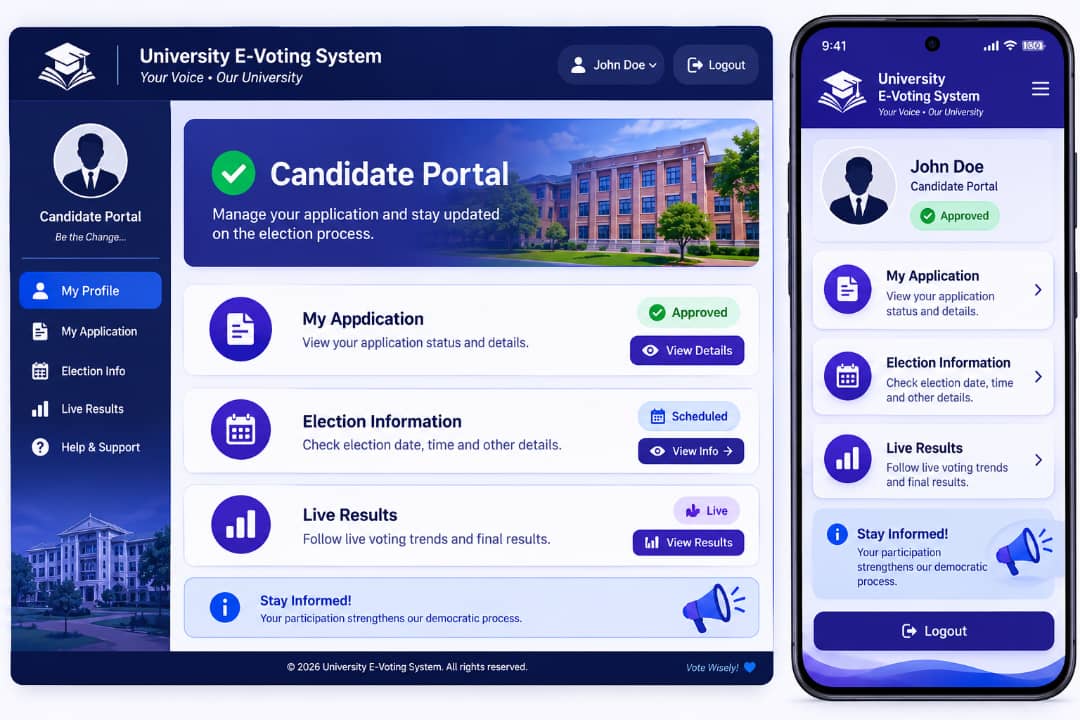 University E-Voting System
Your Voice • Our University
John Doe
Logout
Candidate Portal
Be the Change...
My Profile
My Application
Election Info
Live Results
Help & Support
Candidate Portal
Manage your application and stay updated
on the election process.
My Appdication
View your application status and details.
Approved
View Details
Election Information
Check election date, time and other details.
Scheduled
View Info →
Live Results
Follow live voting trends and final results.
Live
View Results
Stay Informed!
Your participation strengthens our democratic process.
© 2026 University E-Voting System. All rights reserved.
Vote Wisely!
9:41
University
E-Voting System
Your Voice • Our University
John Doe
Candidate Portal
Approved
My Application
View your application
status and details.
Election Information
Check election date, time
and other details.
Live Results
Follow live voting trends
and final results.
Stay Informed!
Your participation
strengthens our democratic
process.
Logout